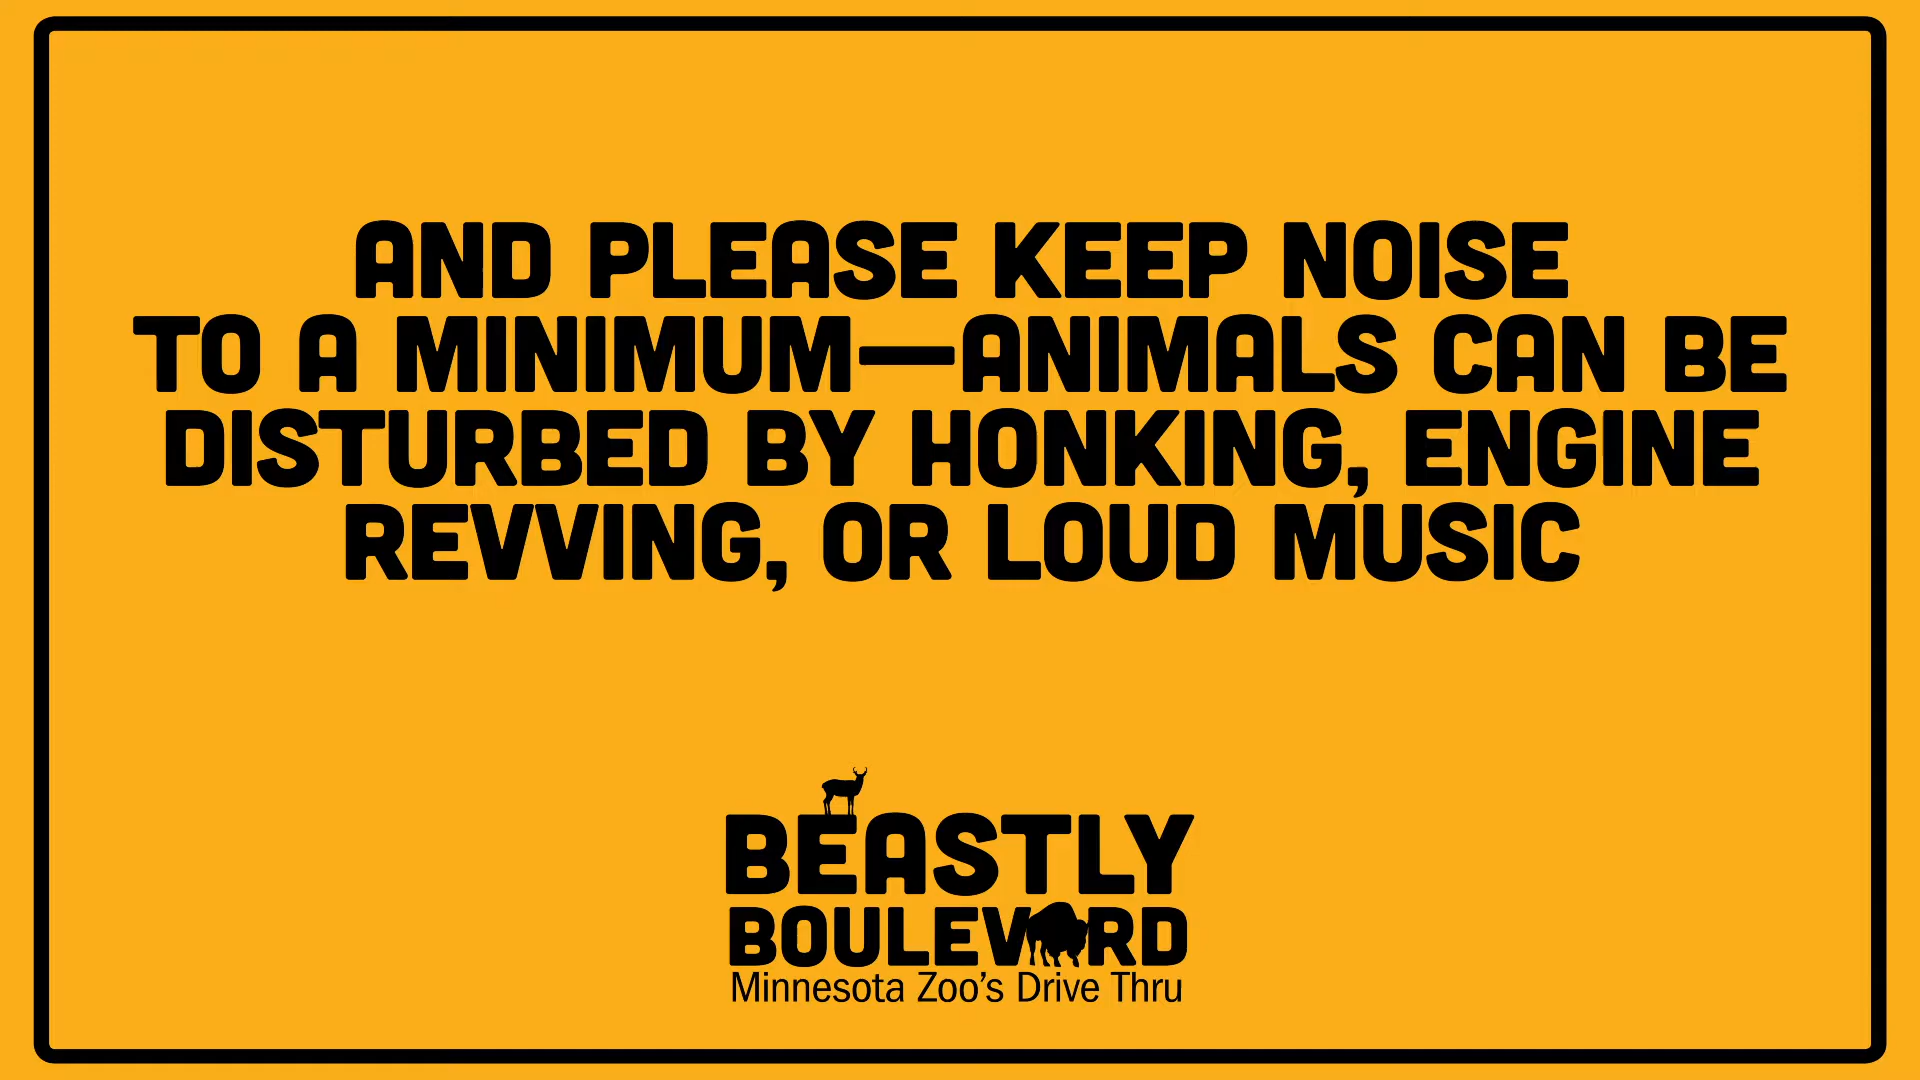 AND PLEASE KEEP NOISE
TO A MINIMUM—ANIMALS CAN BE
DISTURBED BY HONKING, ENGINE
REVVING, OR LOUD MUSIC
BEASTLY
BOULEVARD
Minnesota Zoo’s Drive Thru